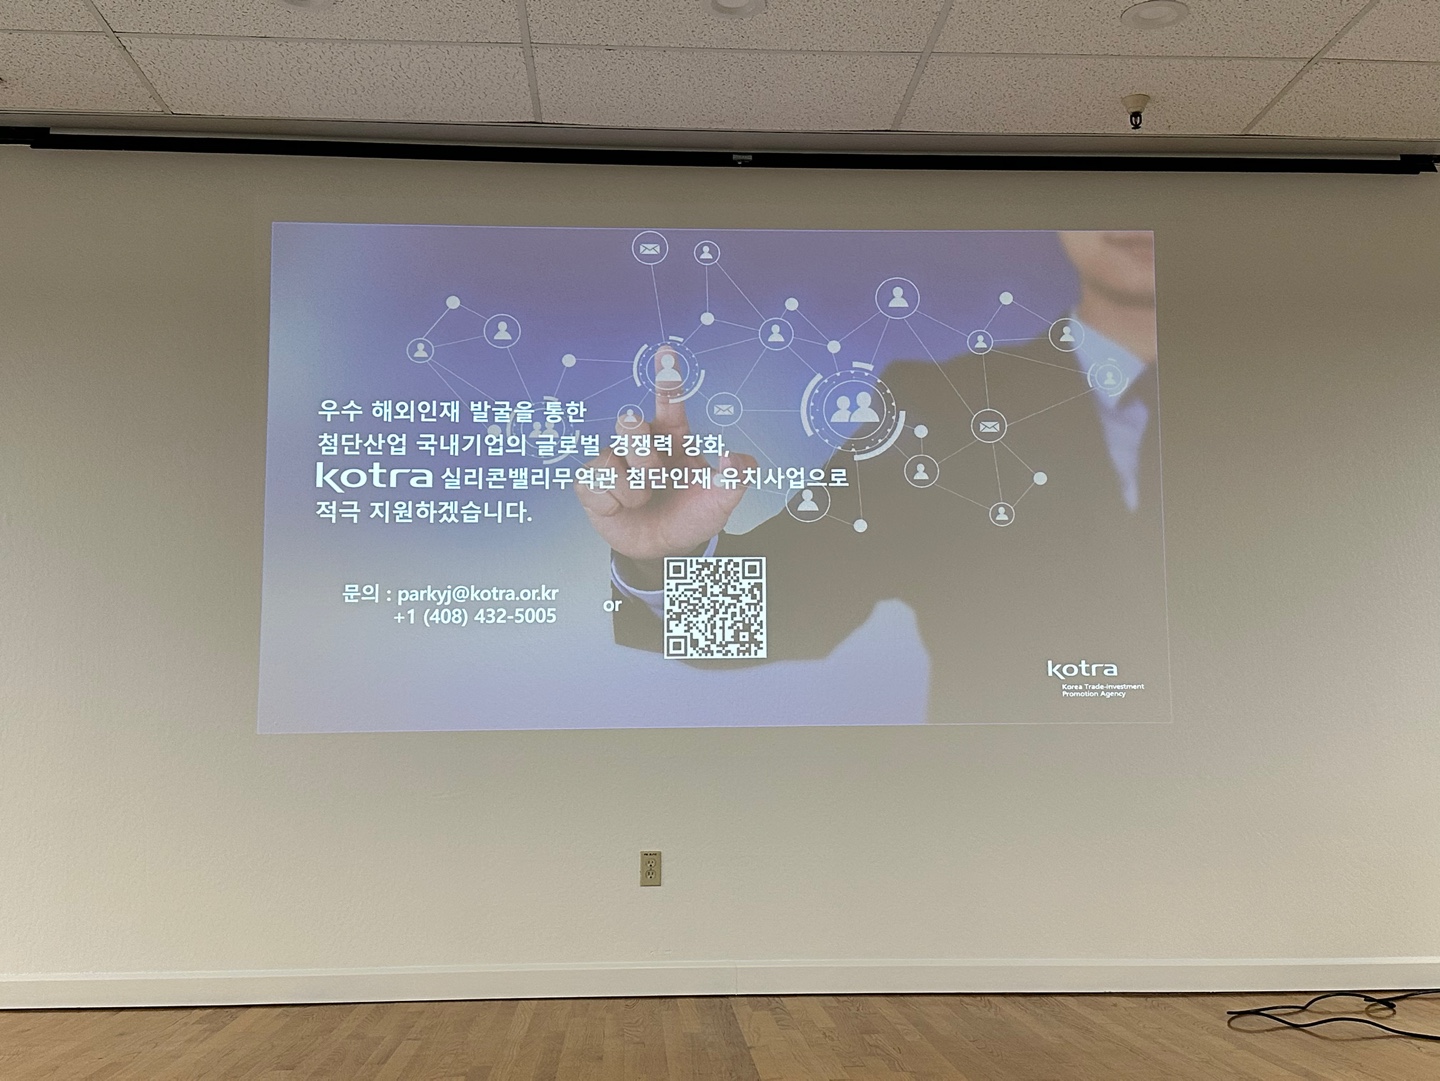 우수 해외인재 발굴을 통한
첨단산업 국내기업의 글로벌 경쟁력 강화,
kotra 실리콘밸리무역관 첨단인재 유치사업으로
적극 지원하겠습니다.
문의 : parkyj@kotra.or.kr
+1 (408) 432-5005
or
kotra
Korea Trade-Investment
Promotion Agency